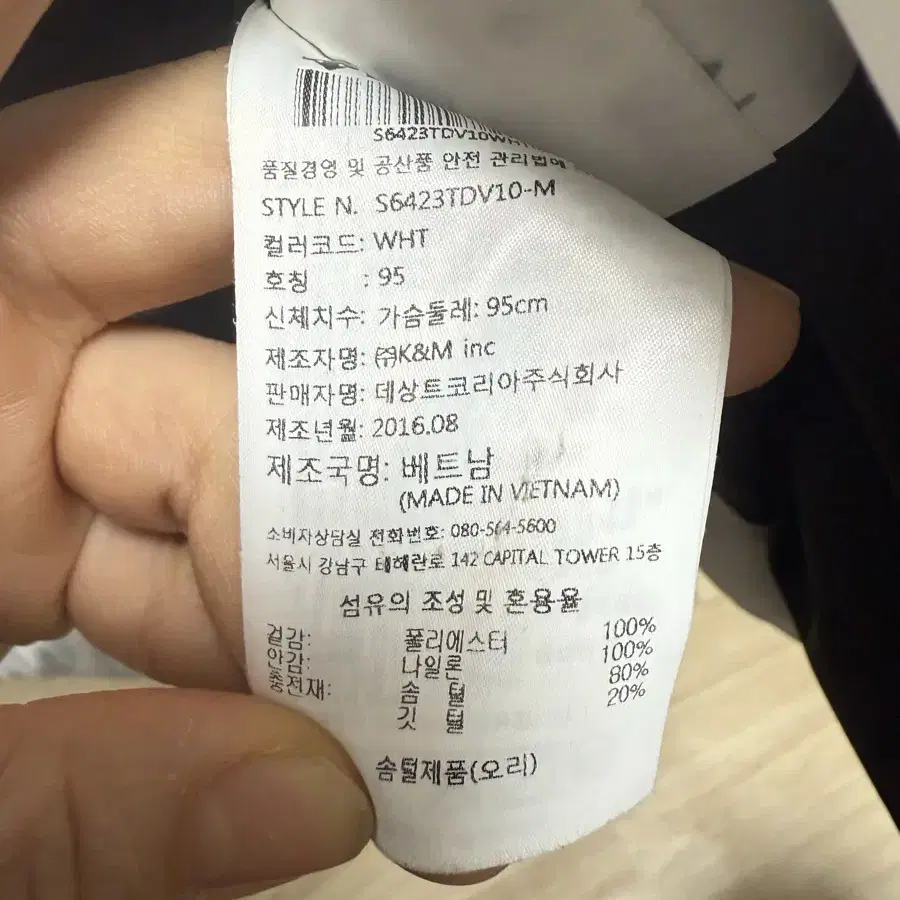 S6423TDV10WHT
품질경영 및 공산품 안전 관리법에
STYLE N. S6423TDV10-M
컬러코드: WHT
호칭 : 95
신체치수: 가슴둘레: 95cm
제조자명: ㈜K&M inc
판매자명: 데상트코리아주식회사
제조년월: 2016.08
제조국명: 베트남
(MADE IN VIETNAM)
소비자상담실 전화번호: 080-564-5600
서울시 강남구 테헤란로 142 CAPITAL TOWER 15층
섬유의 조성 및 혼용율
겉감: 폴리에스터 100%
안감: 나일론 100%
충전재: 솜 털 80%
깃 털 20%
솜털제품(오리)